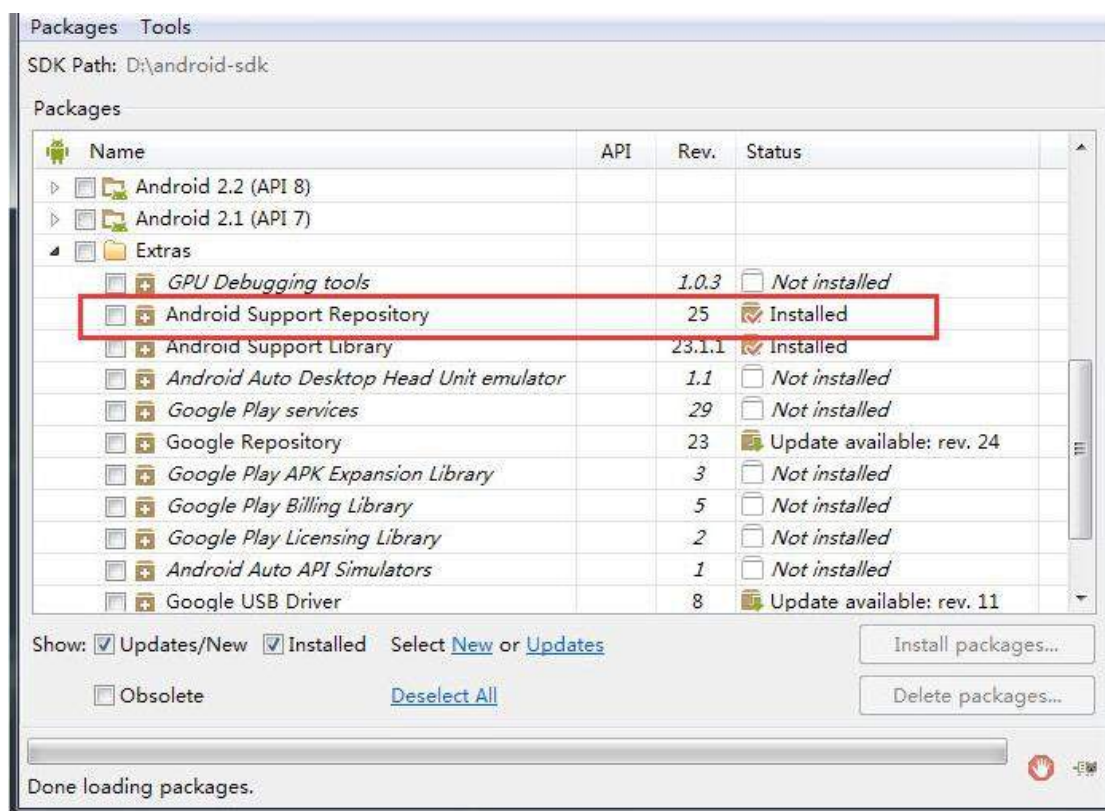 Packages Tools
SDK Path: D:\android-sdk
Packages
Name API Rev. Status
Android 2.2 (API 8)
Android 2.1 (API 7)
Extras
GPU Debugging tools 1.0.3 Not installed
Android Support Repository 25 Installed
Android Support Library 23.1.1 Installed
Android Auto Desktop Head Unit emulator 1.1 Not installed
Google Play services 29 Not installed
Google Repository 23 Update available: rev. 24
Google Play APK Expansion Library 3 Not installed
Google Play Billing Library 5 Not installed
Google Play Licensing Library 2 Not installed
Android Auto API Simulators 1 Not installed
Google USB Driver 8 Update available: rev. 11
Show: Updates/New Installed Select New or Updates Install packages...
Obsolete Deselect All Delete packages...
Done loading packages.